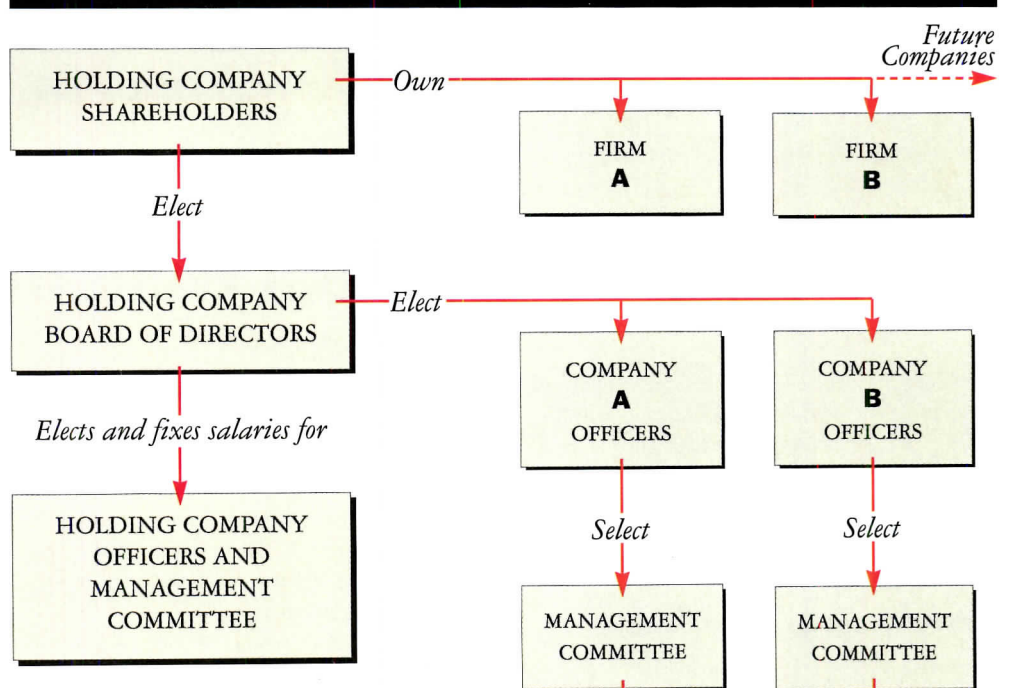 Future
Companies
HOLDING COMPANY
SHAREHOLDERS
Own
FIRM
A
FIRM
B
Elect
HOLDING COMPANY
BOARD OF DIRECTORS
Elect
COMPANY
A
OFFICERS
COMPANY
B
OFFICERS
Elects and fixes salaries for
HOLDING COMPANY
OFFICERS AND
MANAGEMENT
COMMITTEE
Select
Select
MANAGEMENT
COMMITTEE
MANAGEMENT
COMMITTEE